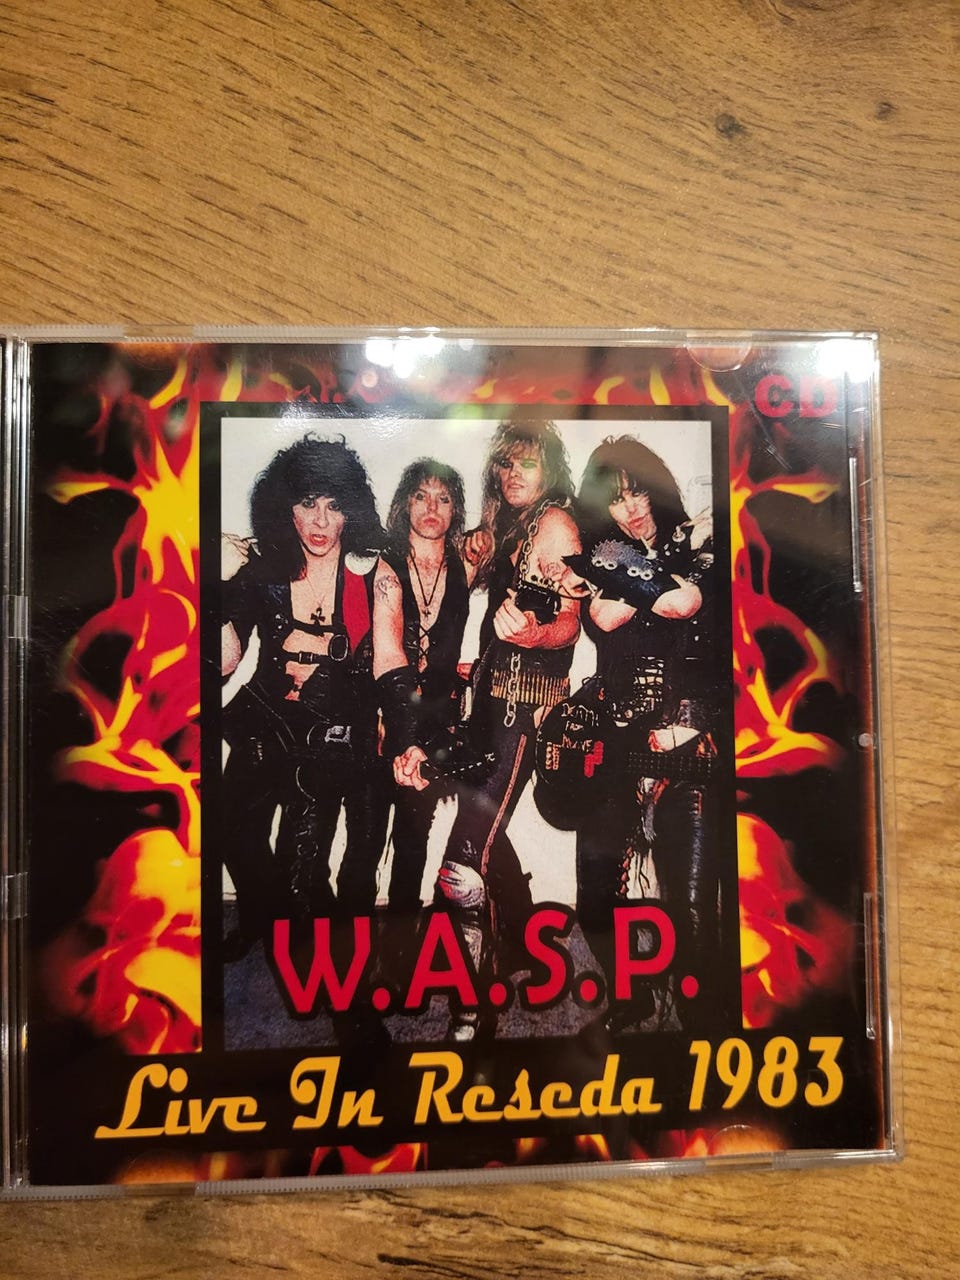 CD
W.A.S.P.
Live In Reseda 1983